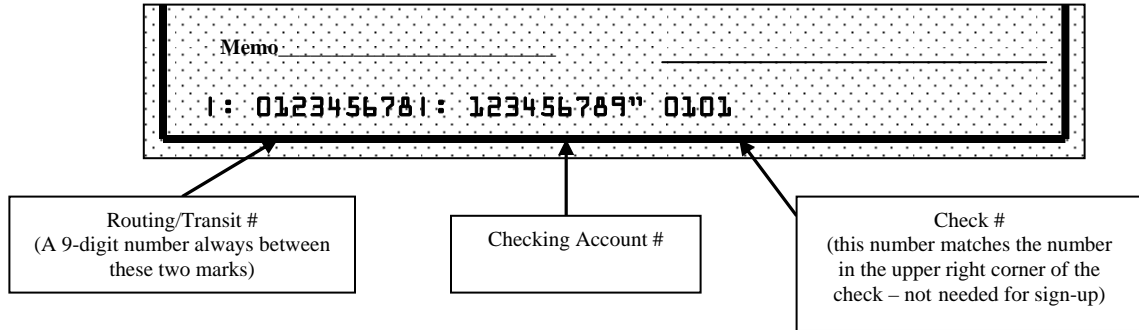 Memo
|: 012345678|: 123456789” 0101
Routing/Transit #
(A 9-digit number always between
these two marks)
Checking Account #
Check #
(this number matches the number
in the upper right corner of the
check – not needed for sign-up)